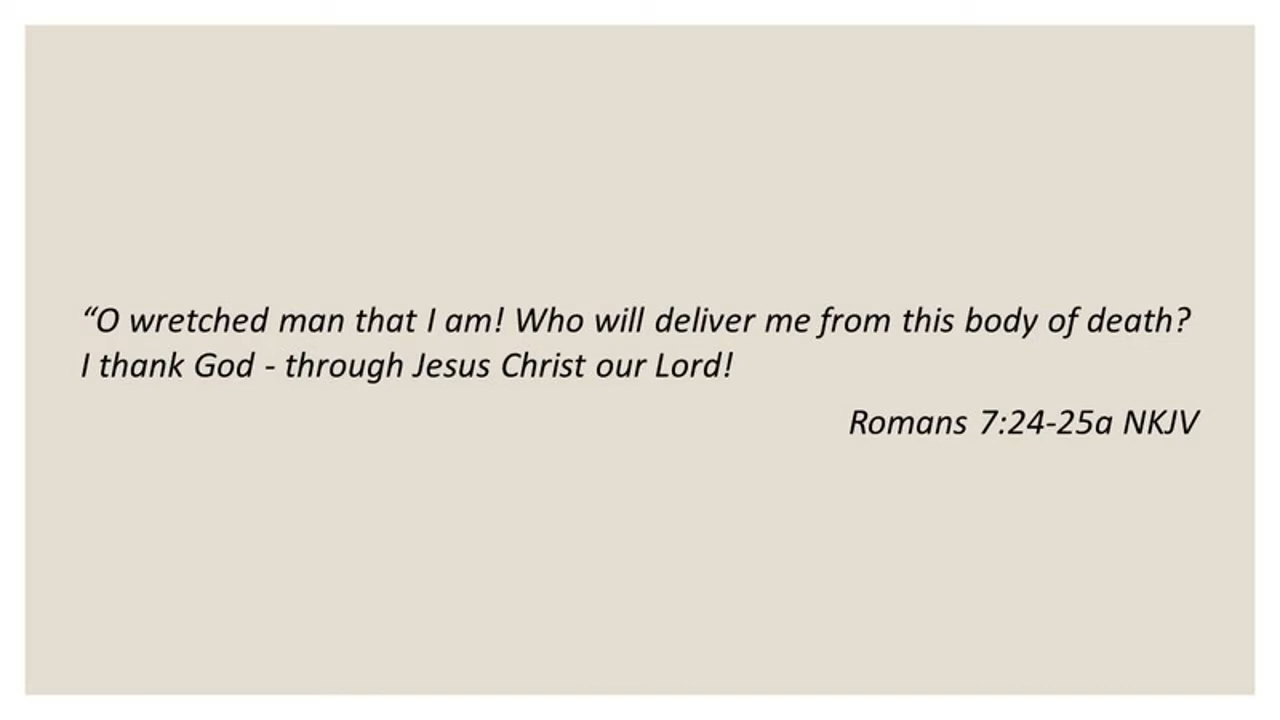 “O wretched man that I am! Who will deliver me from this body of death?
I thank God - through Jesus Christ our Lord!
Romans 7:24-25a NKJV